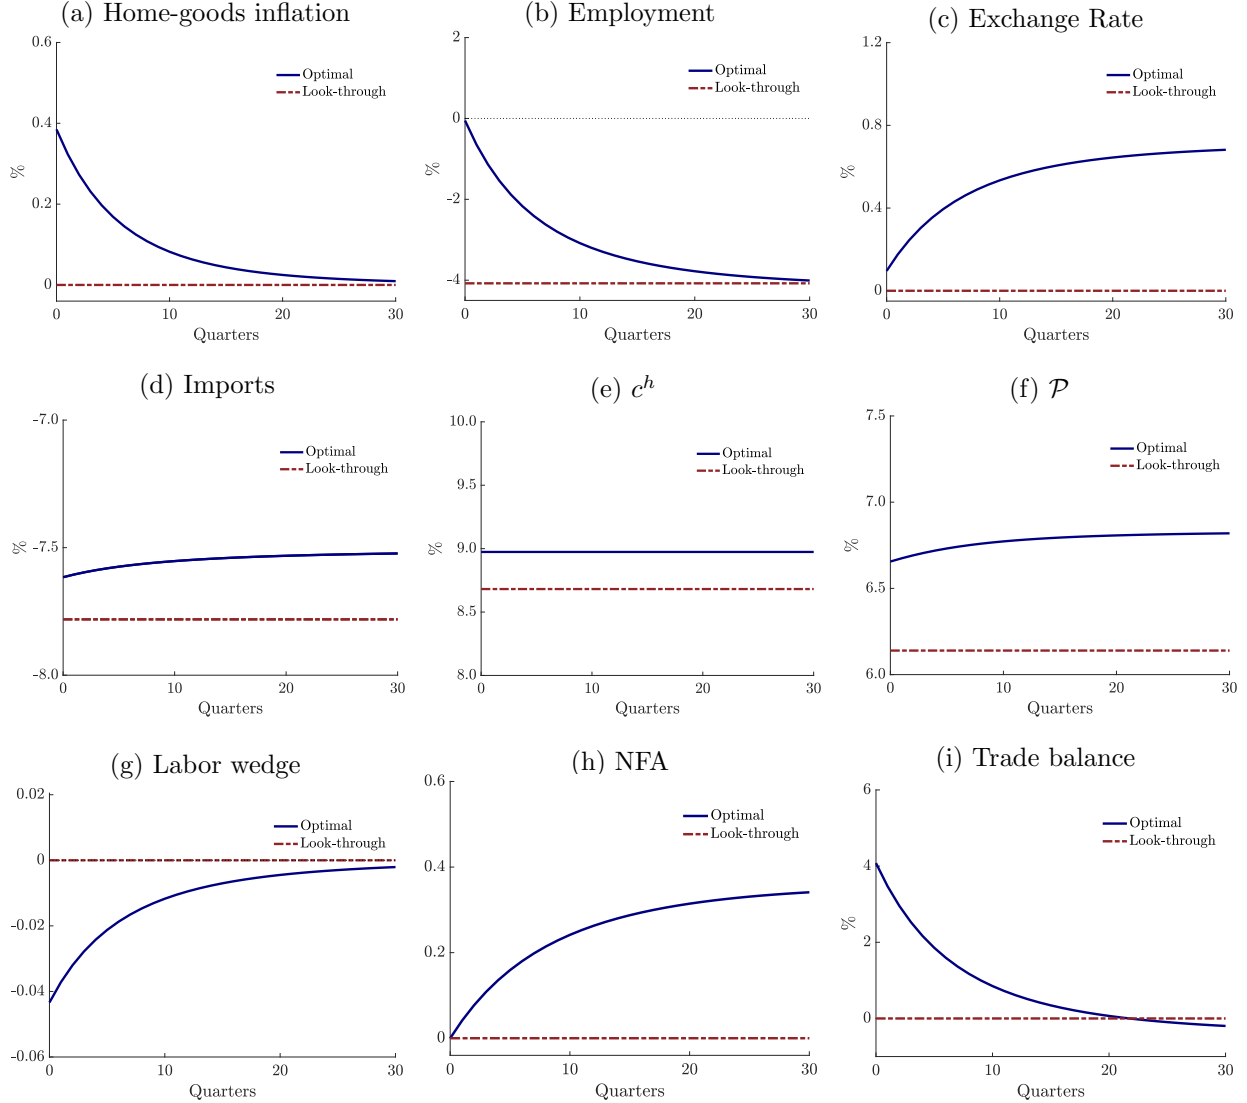 (a) Home-goods inflation
0.6
0.4
0.2
0
%
Optimal
Look-through
0 10 20 30
Quarters
(b) Employment
2
0
-2
-4
%
Optimal
Look-through
0 10 20 30
Quarters
(c) Exchange Rate
1.2
0.8
0.4
0
%
Optimal
Look-through
0 10 20 30
Quarters
(d) Imports
-7.0
-7.5
-8.0
%
Optimal
Look-through
0 10 20 30
Quarters
(e) c^h
10.0
9.5
9.0
8.5
8.0
%
Optimal
Look-through
0 10 20 30
Quarters
(f) 𝒫
7.5
7.0
6.5
6.0
%
Optimal
Look-through
0 10 20 30
Quarters
(g) Labor wedge
0.02
0
-0.02
-0.04
-0.06
Optimal
Look-through
0 10 20 30
Quarters
(h) NFA
0.6
0.4
0.2
0
Optimal
Look-through
0 10 20 30
Quarters
(i) Trade balance
6
4
2
0
%
Optimal
Look-through
0 10 20 30
Quarters